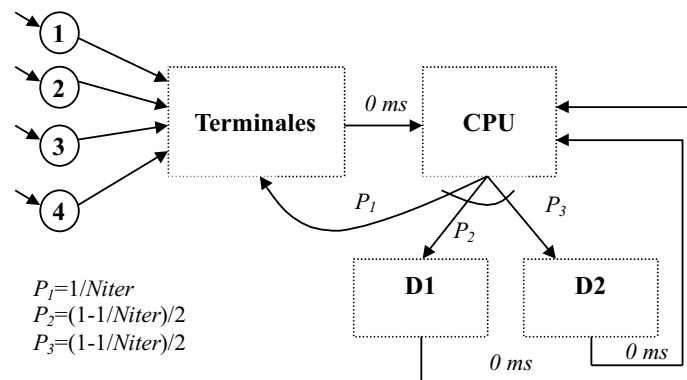 1
2
3
4
Terminales
0 ms
CPU
P1
P2
P3
D1
D2
P1=1/Niter
P2=(1-1/Niter)/2
P3=(1-1/Niter)/2
0 ms
0 ms